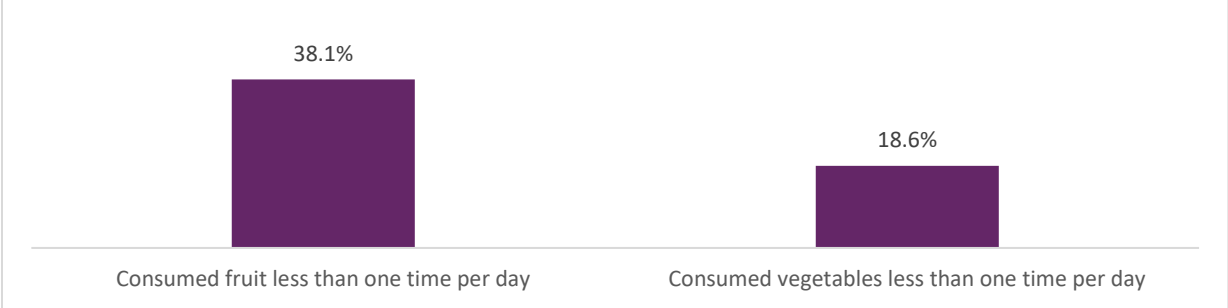 38.1%
18.6%
Consumed fruit less than one time per day
Consumed vegetables less than one time per day